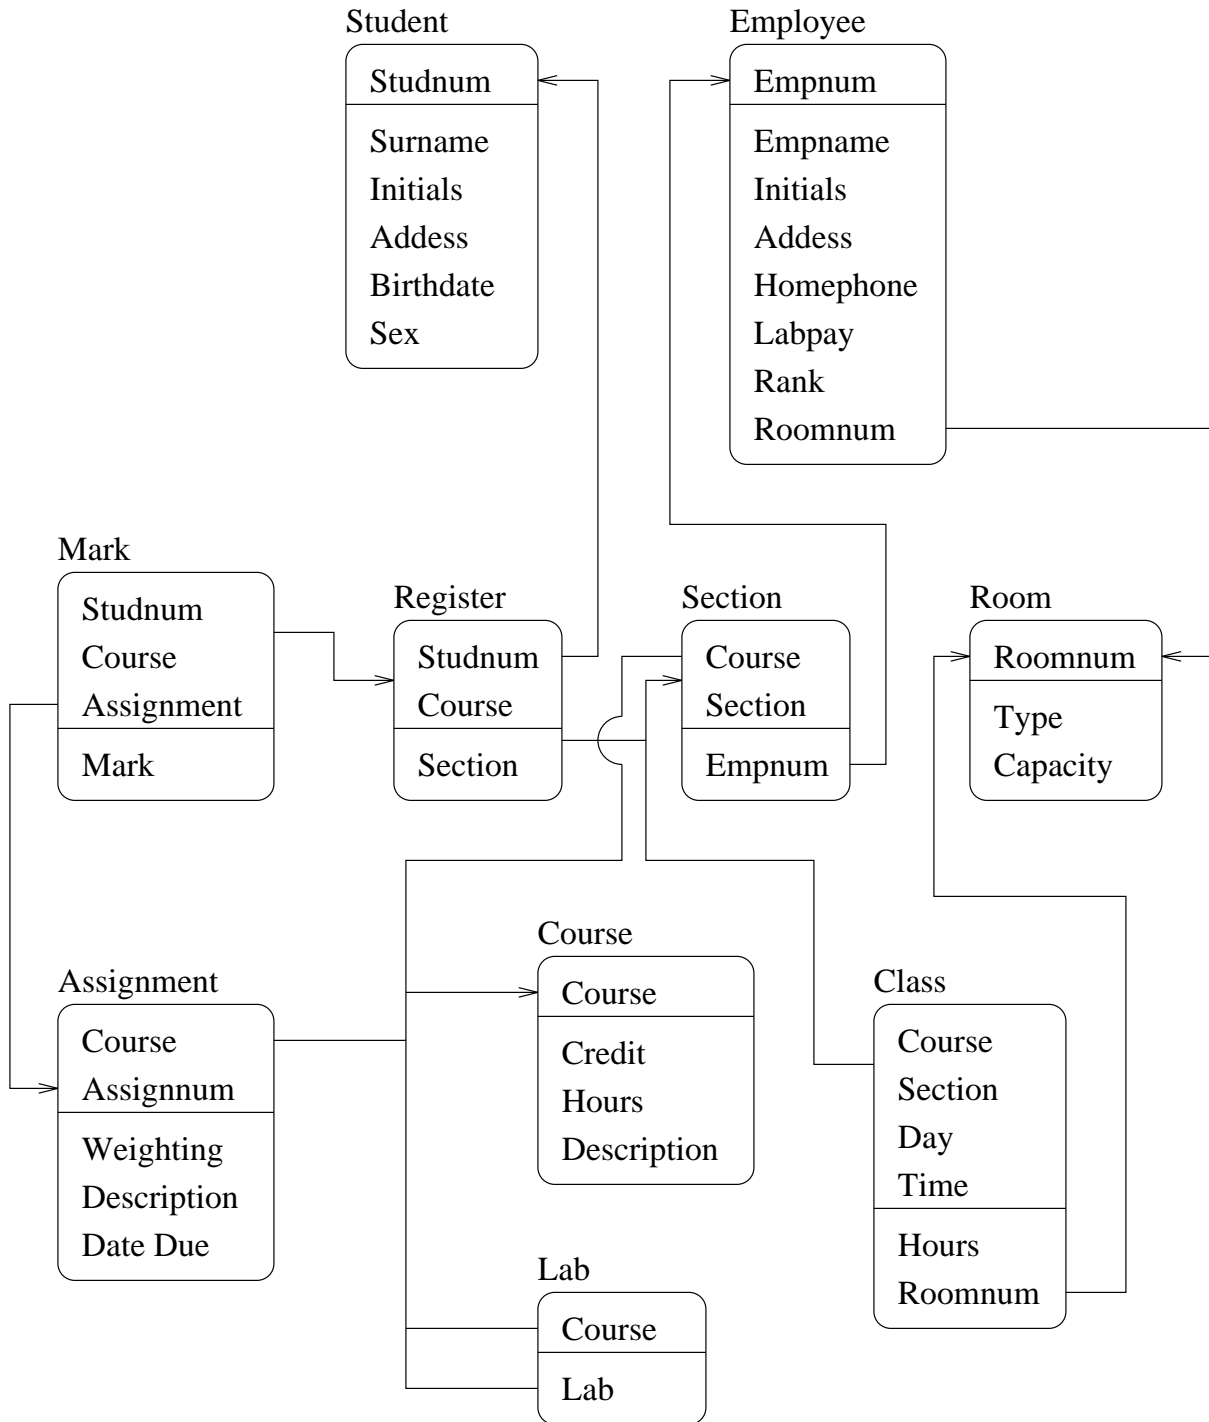 Student
Studnum
Surname
Initials
Addess
Birthdate
Sex
Employee
Empnum
Empname
Initials
Addess
Homephone
Labpay
Rank
Roomnum
Mark
Studnum
Course
Assignment
Mark
Register
Studnum
Course
Section
Section
Course
Section
Empnum
Room
Roomnum
Type
Capacity
Assignment
Course
Assignnum
Weighting
Description
Date Due
Course
Course
Credit
Hours
Description
Class
Course
Section
Day
Time
Hours
Roomnum
Lab
Course
Lab